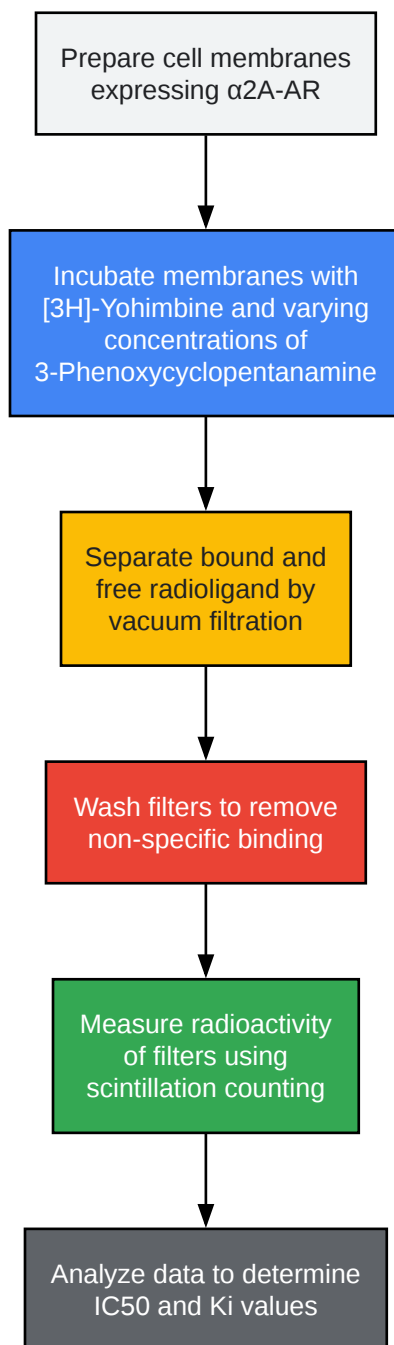 Prepare cell membranes
expressing α2A-AR
Incubate membranes with
[3H]-Yohimbine and varying
concentrations of
3-Phenoxycyclopentanamine
Separate bound and
free radioligand by
vacuum filtration
Wash filters to remove
non-specific binding
Measure radioactivity
of filters using
scintillation counting
Analyze data to determine
IC50 and Ki values